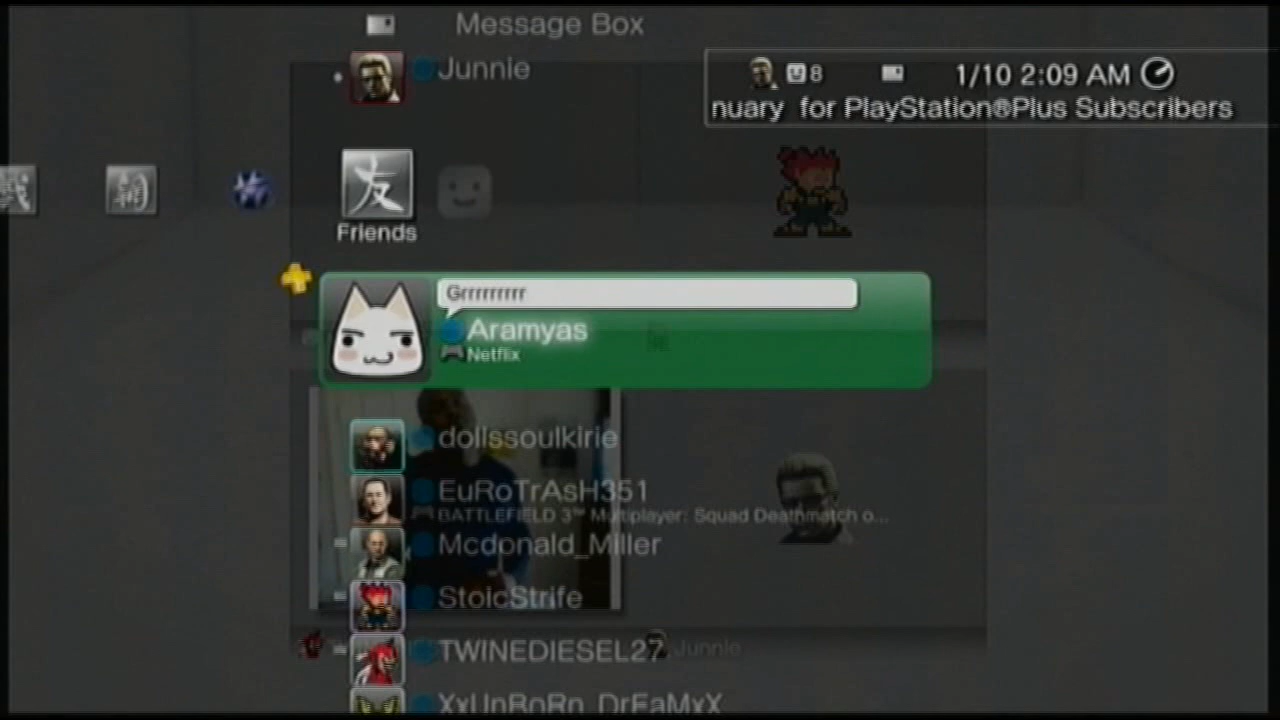 Message Box
Junnie
8 1/10 2:09 AM
nuary for PlayStation®Plus Subscribers
友
Friends
Grrrrrrrrr
Aramyas
Netflix
dollssoulkirie
EuRoTrAsH351
BATTLEFIELD 3™ Multiplayer: Squad Deathmatch o...
Mcdonald_Miller
StoicStrife
TWINEDIESEL27
Junnie
XxUnBoRn_DrEaMxX